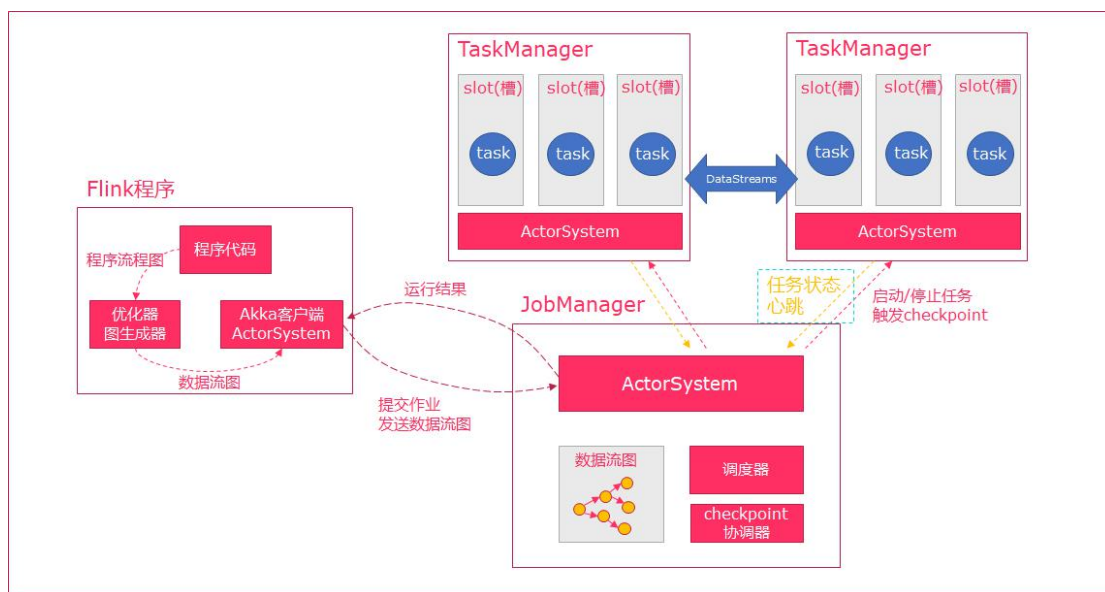 TaskManager
slot(槽)
slot(槽)
slot(槽)
task
task
task
ActorSystem
DataStreams
TaskManager
slot(槽)
slot(槽)
slot(槽)
task
task
task
ActorSystem
Flink程序
程序代码
程序流程图
优化器
图生成器
Akka客户端
ActorSystem
数据流图
运行结果
提交作业
发送数据流图
任务状态
心跳
启动/停止任务
触发checkpoint
JobManager
ActorSystem
数据流图
调度器
checkpoint
协调器